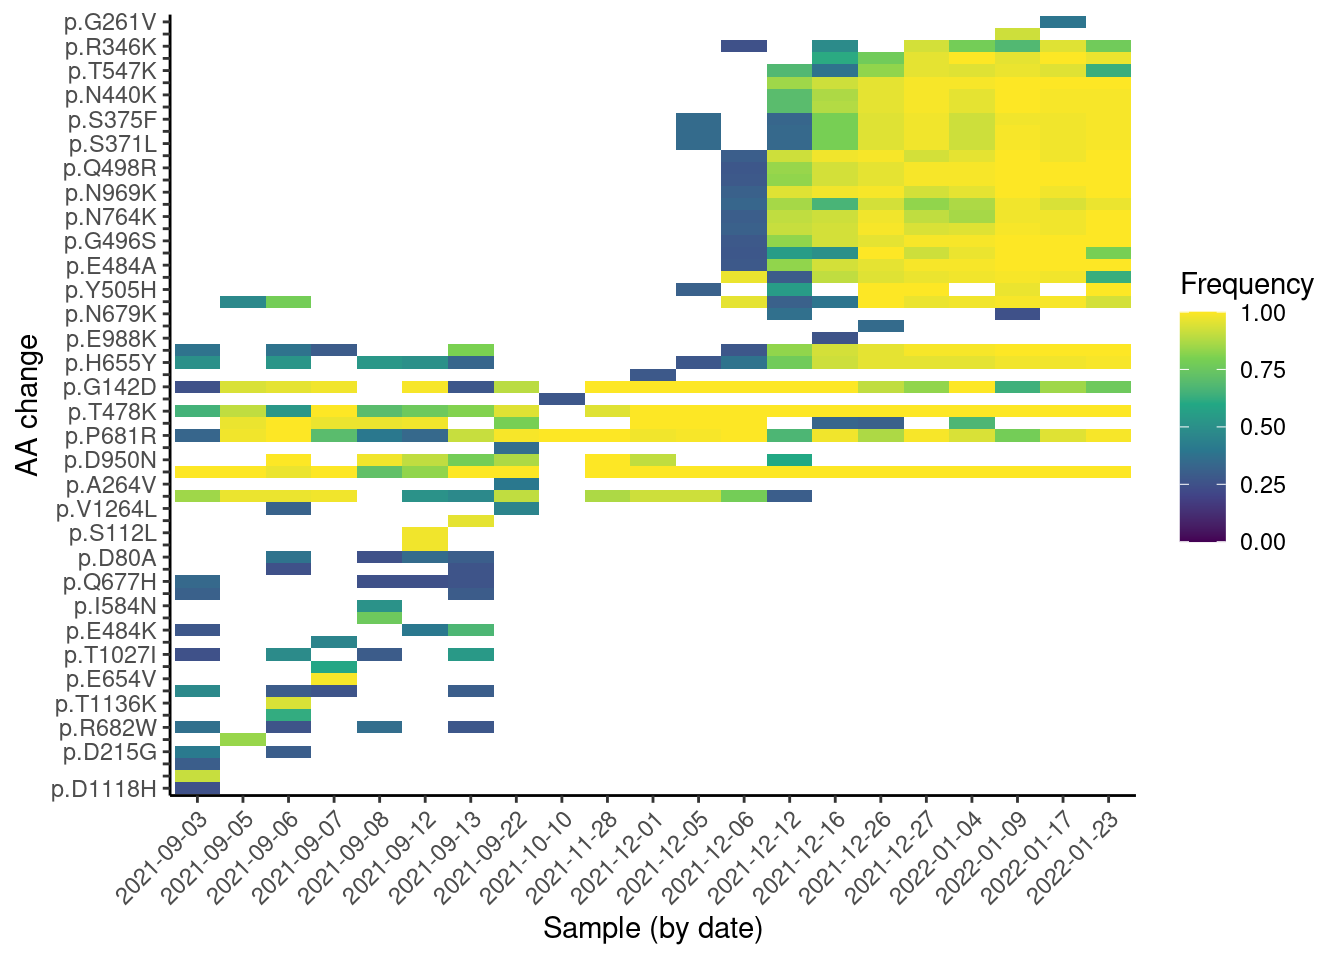 p.G261V
p.R346K
p.T547K
p.N440K
p.S375F
p.S371L
p.Q498R
p.N969K
p.N764K
p.G496S
p.E484A
p.Y505H
p.N679K
p.E988K
p.H655Y
p.G142D
p.T478K
p.P681R
p.D950N
p.A264V
p.V1264L
p.S112L
p.D80A
p.Q677H
p.I584N
p.E484K
p.T1027I
p.E654V
p.T1136K
p.R682W
p.D215G
p.D1118H
AA change
2021-09-03
2021-09-05
2021-09-06
2021-09-07
2021-09-08
2021-09-12
2021-09-13
2021-09-22
2021-10-10
2021-11-28
2021-12-01
2021-12-05
2021-12-06
2021-12-12
2021-12-16
2021-12-26
2021-12-27
2022-01-04
2022-01-09
2022-01-17
2022-01-23
Sample (by date)
Frequency
1.00
0.75
0.50
0.25
0.00